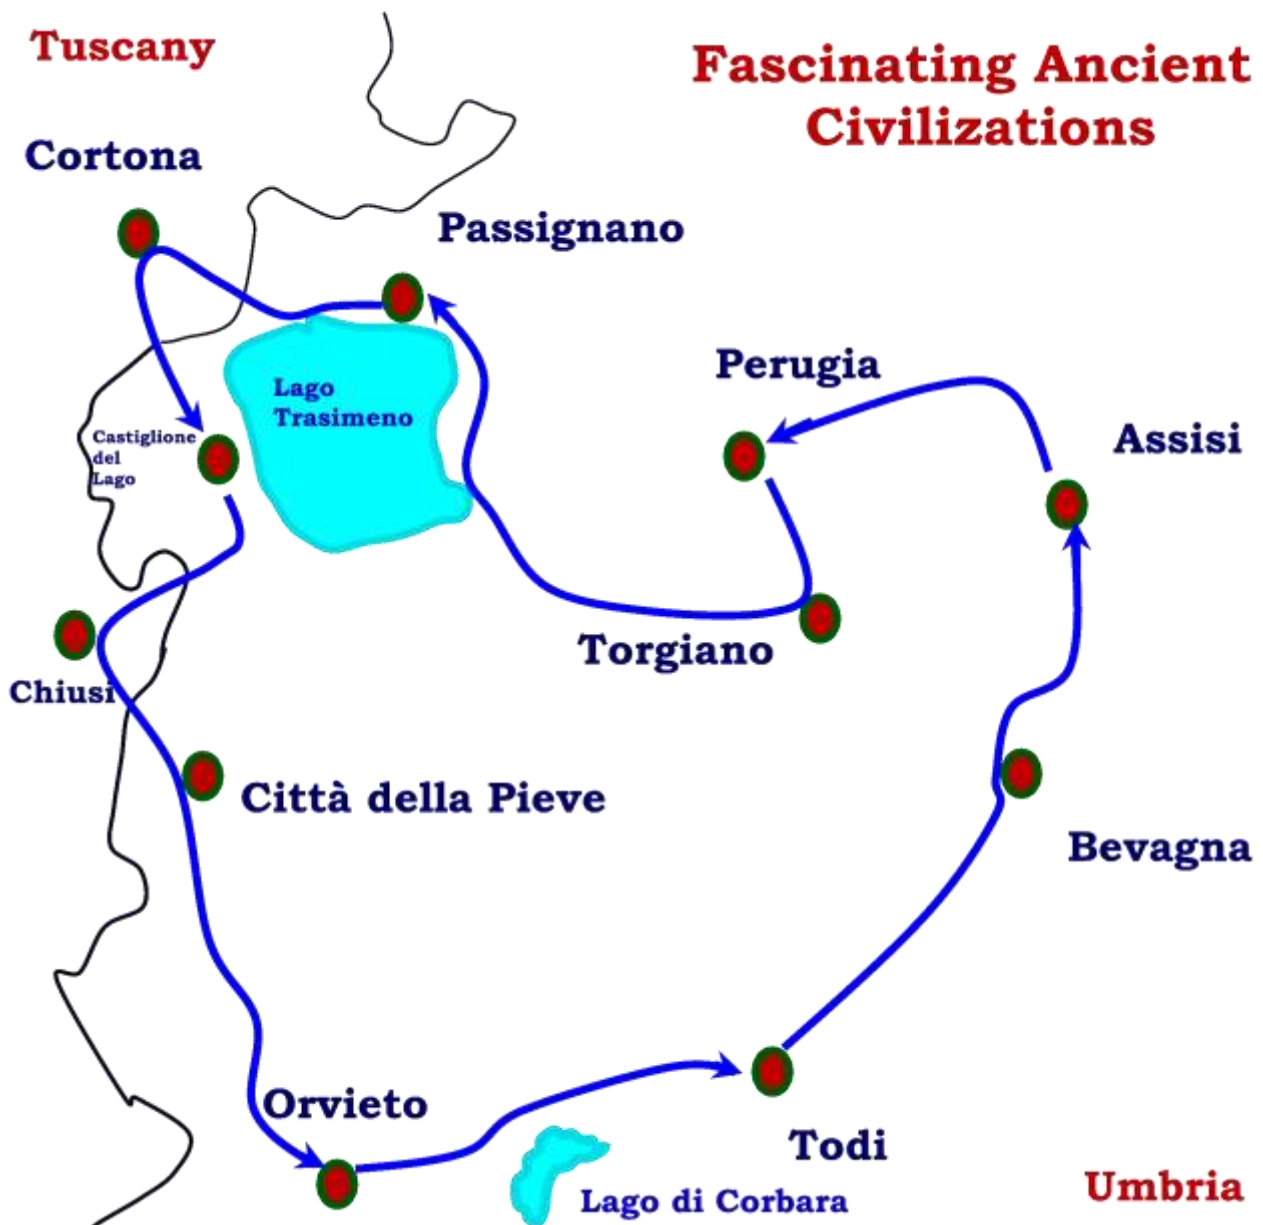 Tuscany
Fascinating Ancient
Civilizations
Cortona
Passignano
Perugia
Lago
Trasimeno
Assisi
Castiglione
del
Lago
Torgiano
Chiusi
Città della Pieve
Bevagna
Orvieto
Todi
Umbria
Lago di Corbara